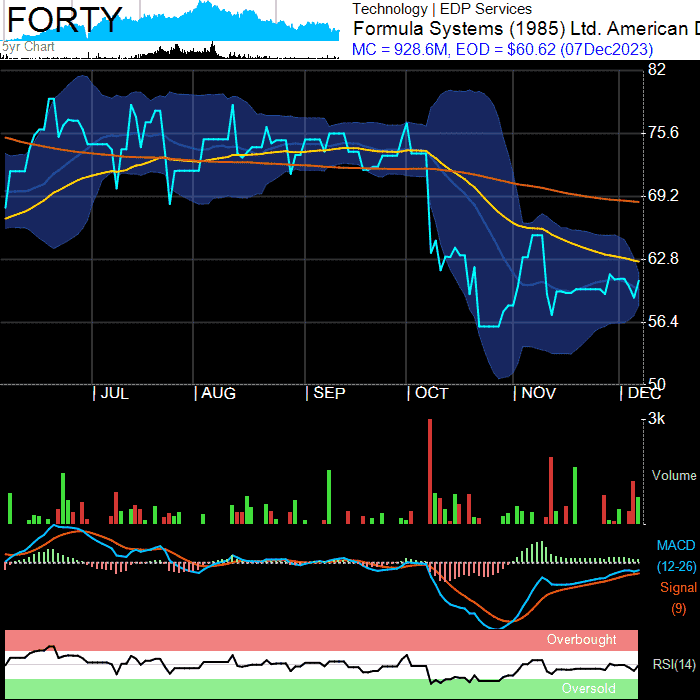 FORTY
5yr Chart
Technology | EDP Services
Formula Systems (1985) Ltd. American D
MC = 928.6M, EOD = $60.62 (07Dec2023)
82
75.6
69.2
62.8
56.4
50
JUL AUG SEP OCT NOV DEC
3k
Volume
MACD
(12-26)
Signal
(9)
Overbought
RSI(14)
Oversold